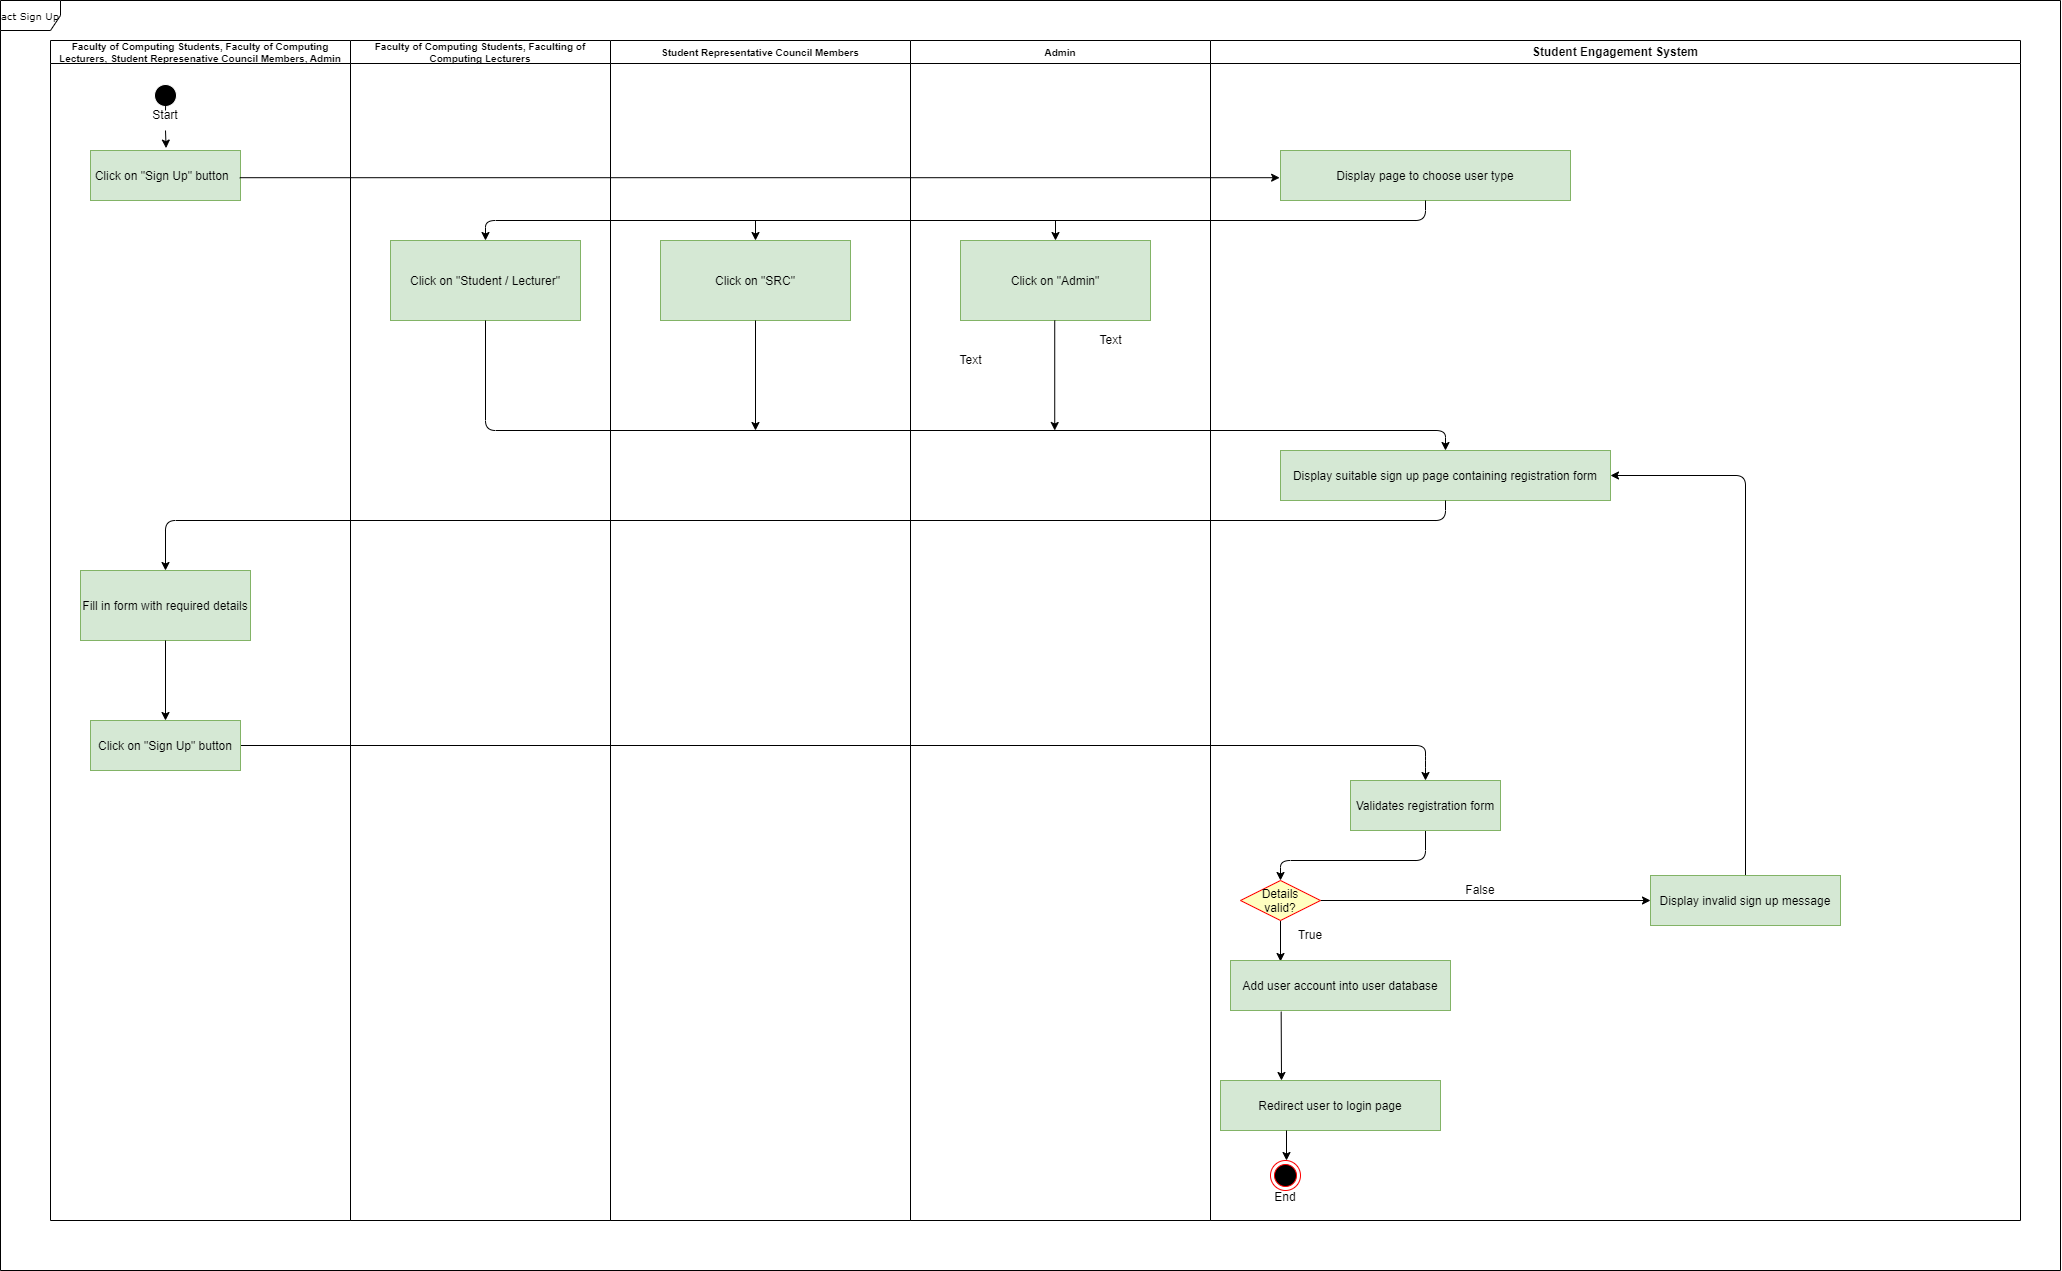 act Sign Up
Faculty of Computing Students, Faculty of Computing
Lecturers, Student Represenative Council Members, Admin
Faculty of Computing Students, Faculting of
Computing Lecturers
Student Representative Council Members
Admin
Student Engagement System
Start
Click on "Sign Up" button
Display page to choose user type
Click on "Student / Lecturer"
Click on "SRC"
Click on "Admin"
Text
Text
Display suitable sign up page containing registration form
Fill in form with required details
Click on "Sign Up" button
Validates registration form
Details
valid?
False
Display invalid sign up message
True
Add user account into user database
Redirect user to login page
End